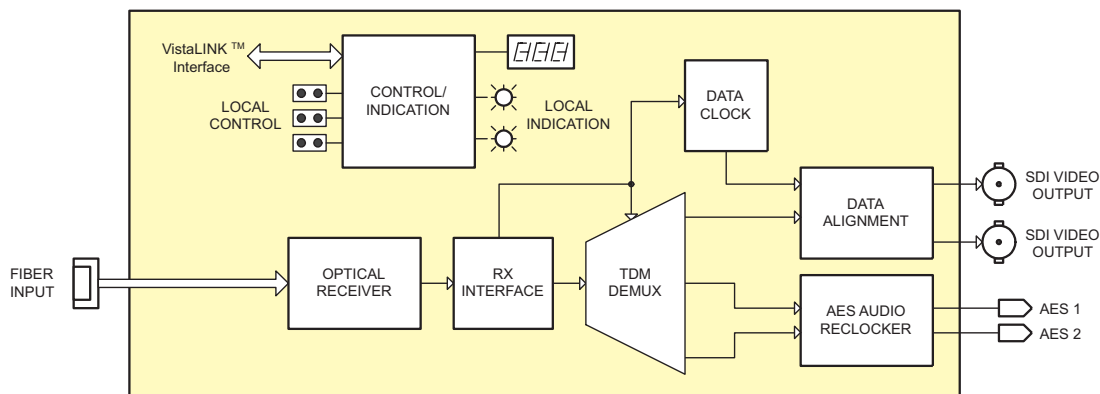 VistaLINK ™
Interface
LOCAL
CONTROL
CONTROL/
INDICATION
LOCAL
INDICATION
DATA
CLOCK
DATA
ALIGNMENT
SDI VIDEO
OUTPUT
SDI VIDEO
OUTPUT
FIBER
INPUT
OPTICAL
RECEIVER
RX
INTERFACE
TDM
DEMUX
AES AUDIO
RECLOCKER
AES 1
AES 2